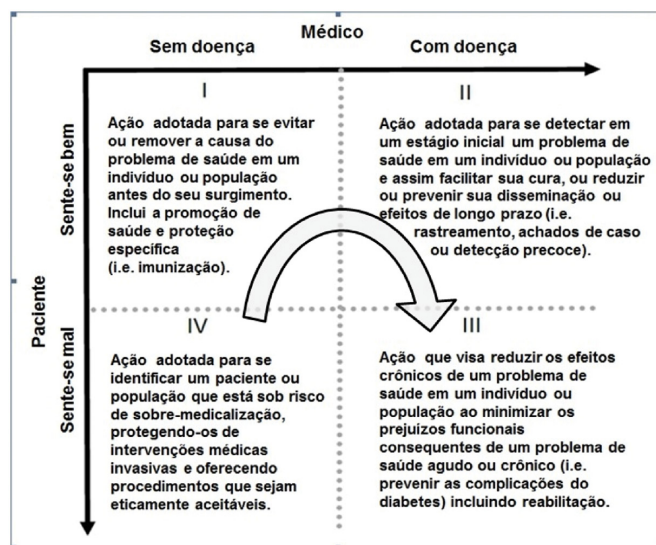 Médico
Sem doença
Com doença
Paciente
Sente-se bem
Sente-se mal
I
Ação adotada para se evitar
ou remover a causa do
problema de saúde em um
indivíduo ou população
antes do seu surgimento.
Inclui a promoção de
saúde e proteção
específica
(i.e. imunização).
II
Ação adotada para se detectar em
um estágio inicial um problema de
saúde em um indivíduo ou população
e assim facilitar sua cura, ou reduzir
ou prevenir sua disseminação ou
efeitos de longo prazo (i.e.
rastreamento, achados de caso
ou detecção precoce).
IV
Ação adotada para se
identificar um paciente ou
população que está sob risco
de sobre-medicalização,
protegendo-os de
intervenções médicas
invasivas e oferecendo
procedimentos que sejam
eticamente aceitáveis.
III
Ação que visa reduzir os efeitos
crônicos de um problema de
saúde em um indivíduo ou
população ao minimizar os
prejuízos funcionais
consequentes de um problema de
saúde agudo ou crônico (i.e.
prevenir as complicações do
diabetes) incluindo reabilitação.